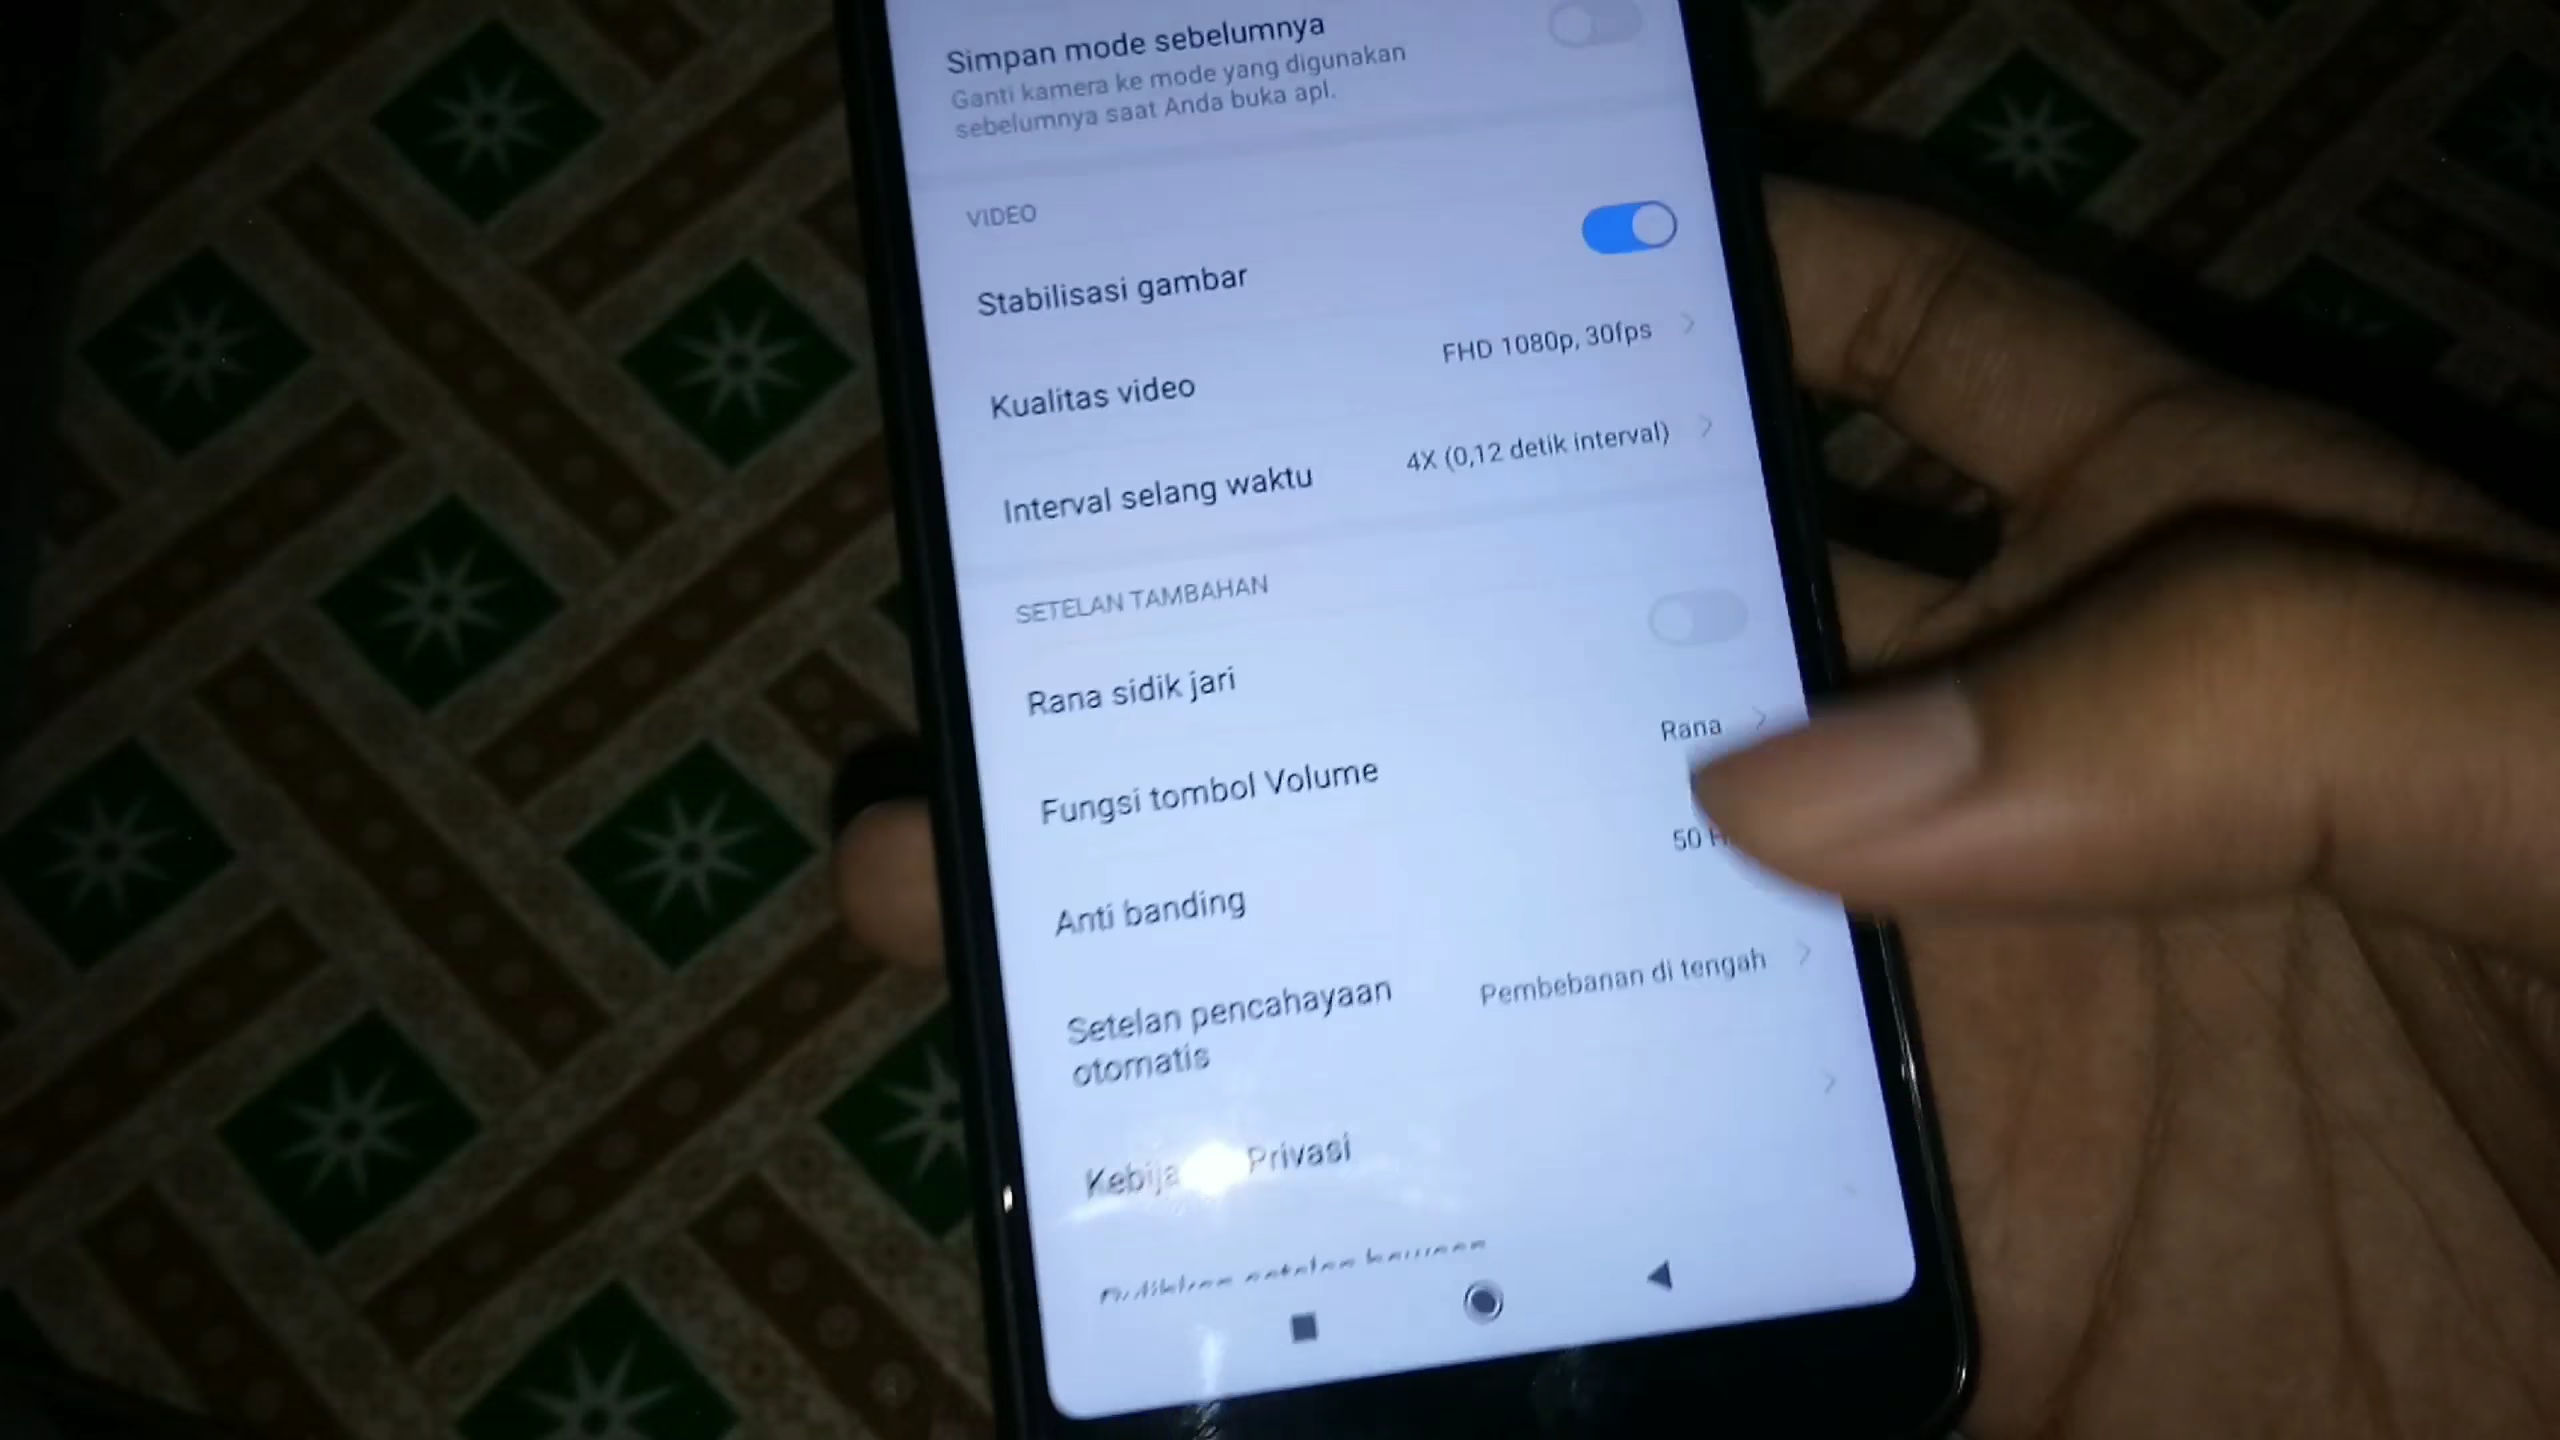 Simpan mode sebelumnya
Ganti kamera ke mode yang digunakan
sebelumnya saat Anda buka apl.
VIDEO
Stabilisasi gambar
Kualitas video
FHD 1080p, 30fps
Interval selang waktu
4X (0,12 detik interval)
SETELAN TAMBAHAN
Rana sidik jari
Fungsi tombol Volume
Rana
Anti banding
50
Setelan pencahayaan
otomatis
Pembebanan di tengah
Privasi